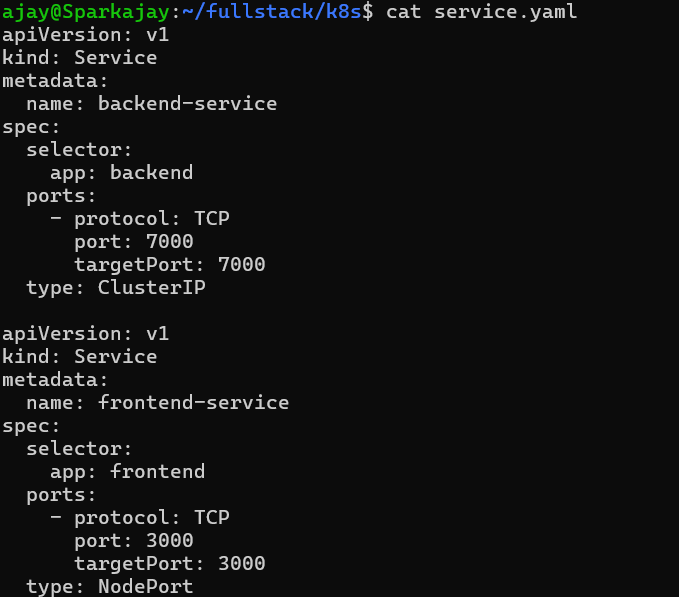 ajay@Sparkajay:~/fullstack/k8s$ cat service.yaml
apiVersion: v1
kind: Service
metadata:
  name: backend-service
spec:
  selector:
    app: backend
  ports:
    - protocol: TCP
      port: 7000
      targetPort: 7000
  type: ClusterIP

apiVersion: v1
kind: Service
metadata:
  name: frontend-service
spec:
  selector:
    app: frontend
  ports:
    - protocol: TCP
      port: 3000
      targetPort: 3000
  type: NodePort